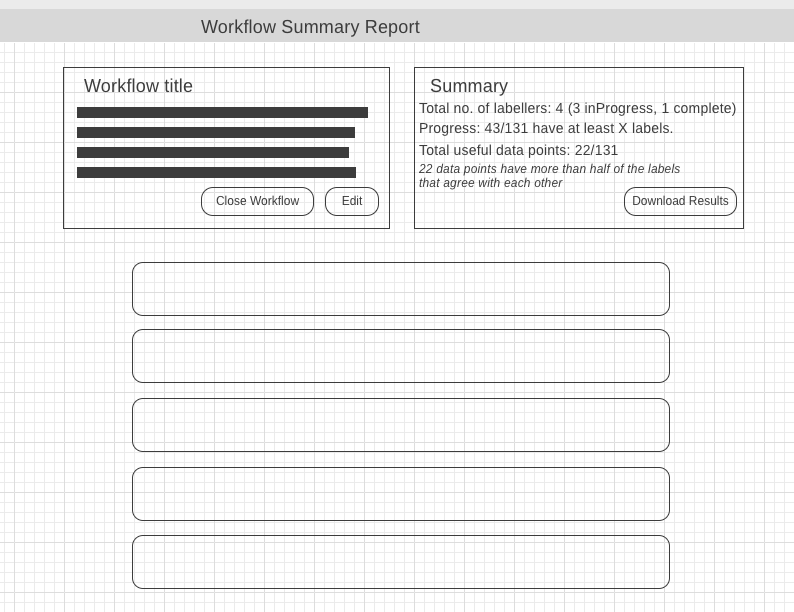 Workflow Summary Report
Workflow title
Close Workflow
Edit
Summary
Total no. of labellers: 4 (3 inProgress, 1 complete)
Progress: 43/131 have at least X labels.
Total useful data points: 22/131
22 data points have more than half of the labels
that agree with each other
Download Results